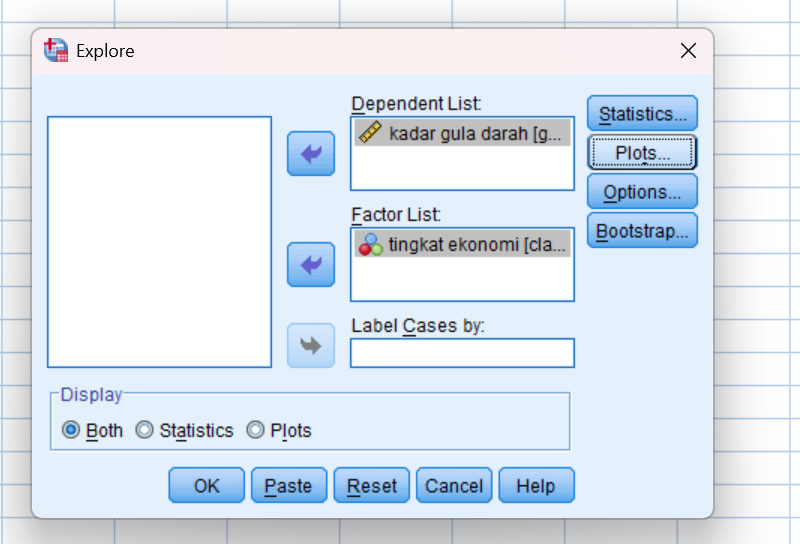 Explore
Dependent List:
kadar gula darah [g...
Factor List:
tingkat ekonomi [cla...
Label Cases by:
Statistics...
Plots...
Options...
Bootstrap...
Display
Both
Statistics
Plots
OK
Paste
Reset
Cancel
Help